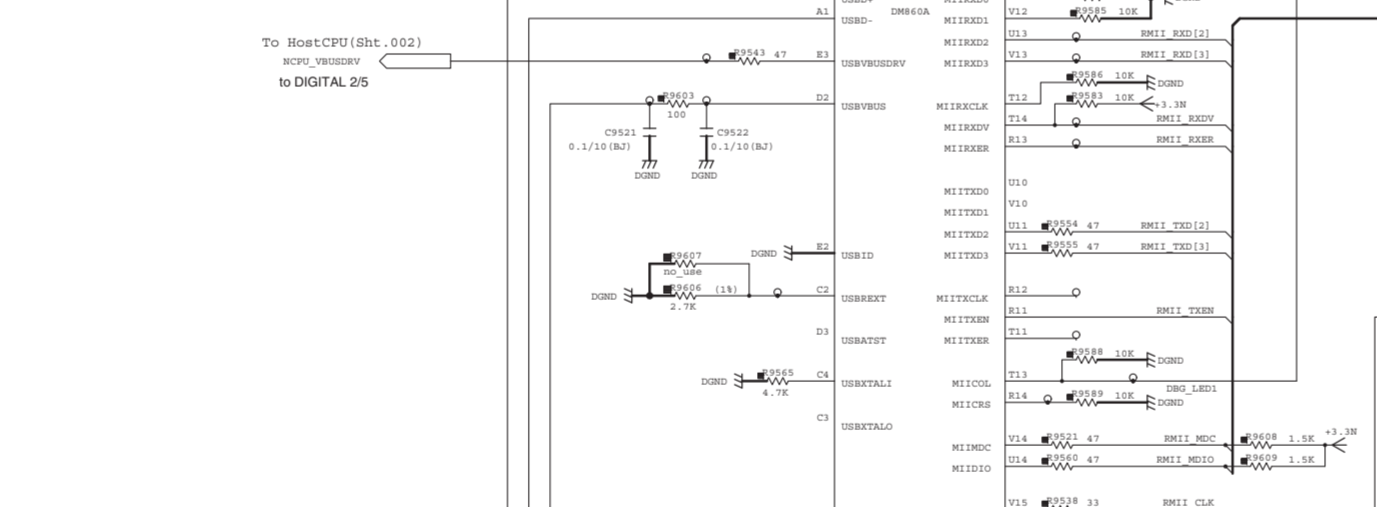 USBD+
DM860A
MIIRXD0
DGND
A1
USBD-
MIIRXD1
V12
R9585
10K
To HostCPU(Sht.002)
NCPU_VBUSDRV
to DIGITAL 2/5
R9543
47
E3
USBVBUSDRV
MIIRXD2
U13
RMII_RXD[2]
MIIRXD3
V13
RMII_RXD[3]
R9586
10K
DGND
R9603
100
D2
USBVBUS
MIIRXCLK
T12
R9583
10K
+3.3N
C9521
0.1/10(BJ)
C9522
0.1/10(BJ)
MIIRXDV
T14
RMII_RXDV
MIIRXER
R13
RMII_RXER
DGND
DGND
MIITXD0
U10
MIITXD1
V10
MIITXD2
U11
R9554
47
RMII_TXD[2]
DGND
E2
USBID
MIITXD3
V11
R9555
47
RMII_TXD[3]
R9607
no_use
DGND
R9606
(1%)
2.7K
C2
USBREXT
MIITXCLK
R12
MIITXEN
R11
RMII_TXEN
D3
USBATST
MIITXER
T11
R9588
10K
DGND
DGND
R9565
4.7K
C4
USBXTALI
MIICOL
T13
DBG_LED1
MIICRS
R14
R9589
10K
DGND
C3
USBXTALO
MIIMDC
V14
R9521
47
RMII_MDC
R9608
1.5K
+3.3N
MIIDIO
U14
R9560
47
RMII_MDIO
R9609
1.5K
V15
R9538
33
RMII_CLK